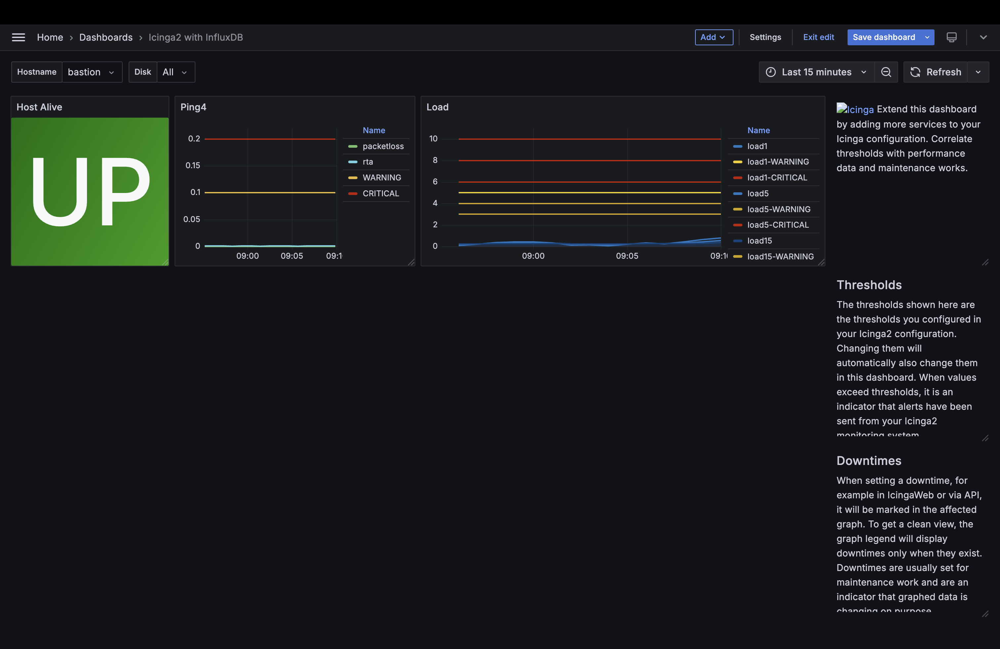 Home › Dashboards › Icinga2 with InfluxDB
Add
Settings
Exit edit
Save dashboard
Hostname
bastion
Disk
All
Last 15 minutes
Refresh
Host Alive
UP
Ping4
0.2
0.15
0.1
0.05
0
09:00
09:05
Name
packetloss
rta
WARNING
CRITICAL
Load
10
8
6
4
2
0
09:00
09:05
Name
load1
load1-WARNING
load1-CRITICAL
load5
load5-WARNING
load5-CRITICAL
load15
load15-WARNING
Icinga Extend this dashboard
by adding more services to your
Icinga configuration. Correlate
thresholds with performance
data and maintenance works.
Thresholds
The thresholds shown here are
the thresholds you configured in
your Icinga2 configuration.
Changing them will
automatically also change them
in this dashboard. When values
exceed thresholds, it is an
indicator that alerts have been
sent from your Icinga2
monitoring system
Downtimes
When setting a downtime, for
example in IcingaWeb or via API,
it will be marked in the affected
graph. To get a clean view, the
graph legend will display
downtimes only when they exist.
Downtimes are usually set for
maintenance work and are an
indicator that graphed data is
changing on purpose